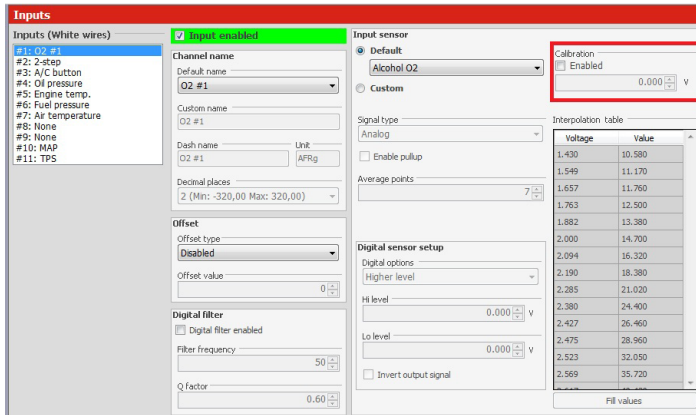 Inputs
Inputs (White wires)
#1: O2 #1
#2: 2-step
#3: A/C button
#4: Oil pressure
#5: Engine temp.
#6: Fuel pressure
#7: Air temperature
#8: None
#9: None
#10: MAP
#11: TPS
Input enabled
Channel name
Default name
O2 #1
Custom name
O2 #1
Dash name Unit
O2 #1 AFRg
Decimal places
2 (Min: -320,00 Max: 320,00)
Offset
Offset type
Disabled
Offset value
0
Digital filter
Digital filter enabled
Filter frequency
50
Q factor
0.60
Input sensor
Default
Alcohol O2
Custom
Signal type
Analog
Enable pullup
Average points
7
Digital sensor setup
Digital options
Higher level
Hi level
0.000 V
Lo level
0.000 V
Invert output signal
Calibration
Enabled
0.000 V
Interpolation table
Voltage Value
1.430 10.580
1.549 11.170
1.657 11.760
1.763 12.500
1.882 13.380
2.000 14.700
2.094 16.320
2.190 18.380
2.285 21.020
2.380 24.400
2.427 26.460
2.475 28.960
2.523 32.050
2.569 35.720
Fill values